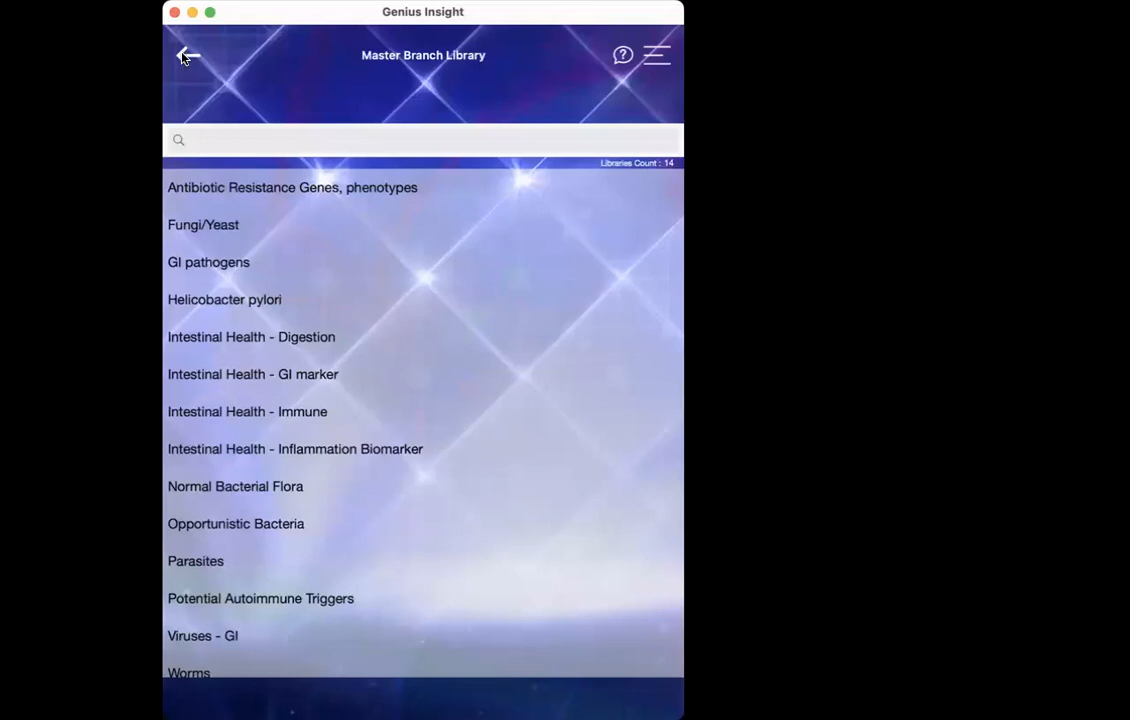 Genius Insight
Master Branch Library
Libraries Count : 14
Antibiotic Resistance Genes, phenotypes
Fungi/Yeast
GI pathogens
Helicobacter pylori
Intestinal Health - Digestion
Intestinal Health - GI marker
Intestinal Health - Immune
Intestinal Health - Inflammation Biomarker
Normal Bacterial Flora
Opportunistic Bacteria
Parasites
Potential Autoimmune Triggers
Viruses - GI
Worms